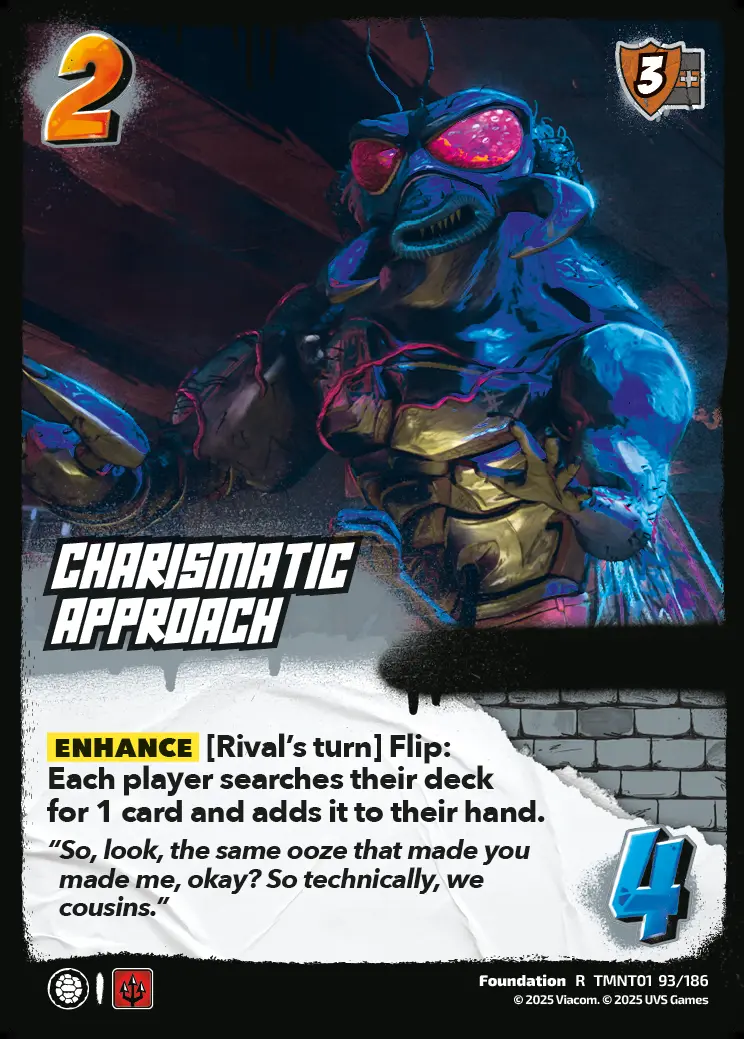 2
3
CHARISMATIC
APPROACH
ENHANCE [Rival's turn] Flip:
Each player searches their deck
for 1 card and adds it to their hand.
"So, look, the same ooze that made you
made me, okay? So technically, we
cousins."
4
Foundation R TMNT01 93/186
© 2025 Viacom. © 2025 UVS Games